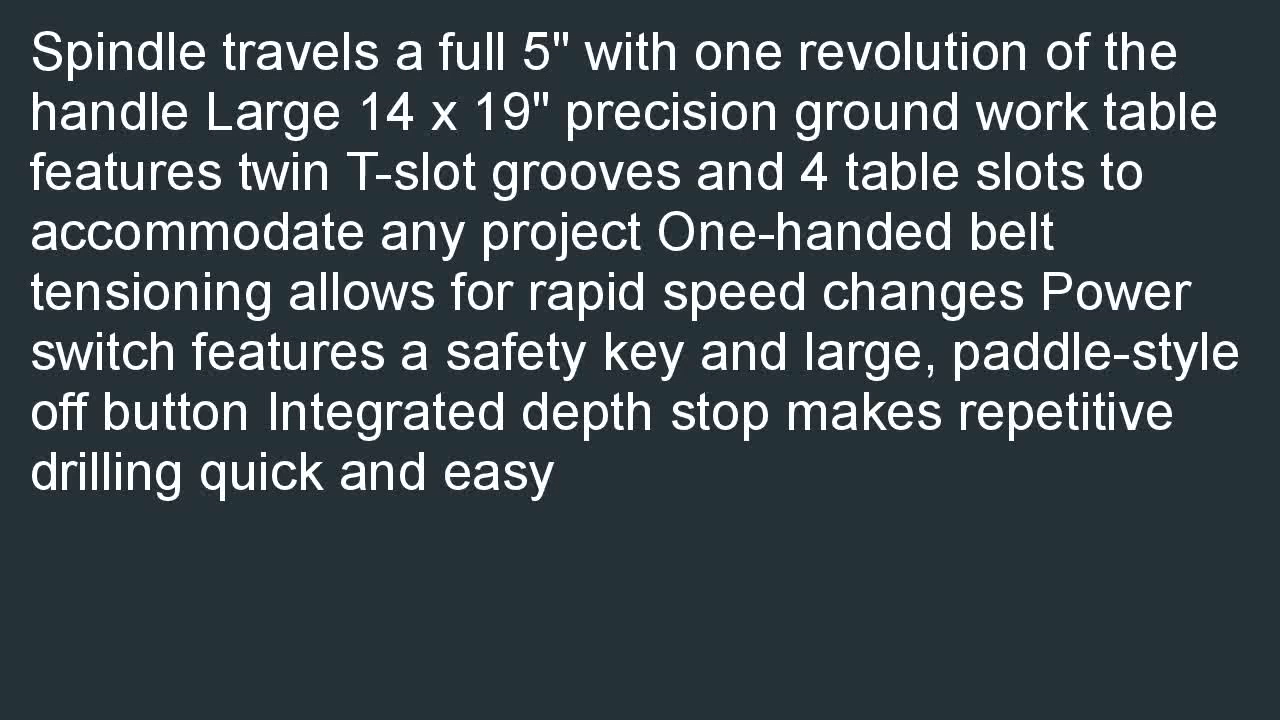 Spindle travels a full 5" with one revolution of the
handle Large 14 x 19" precision ground work table
features twin T-slot grooves and 4 table slots to
accommodate any project One-handed belt
tensioning allows for rapid speed changes Power
switch features a safety key and large, paddle-style
off button Integrated depth stop makes repetitive
drilling quick and easy